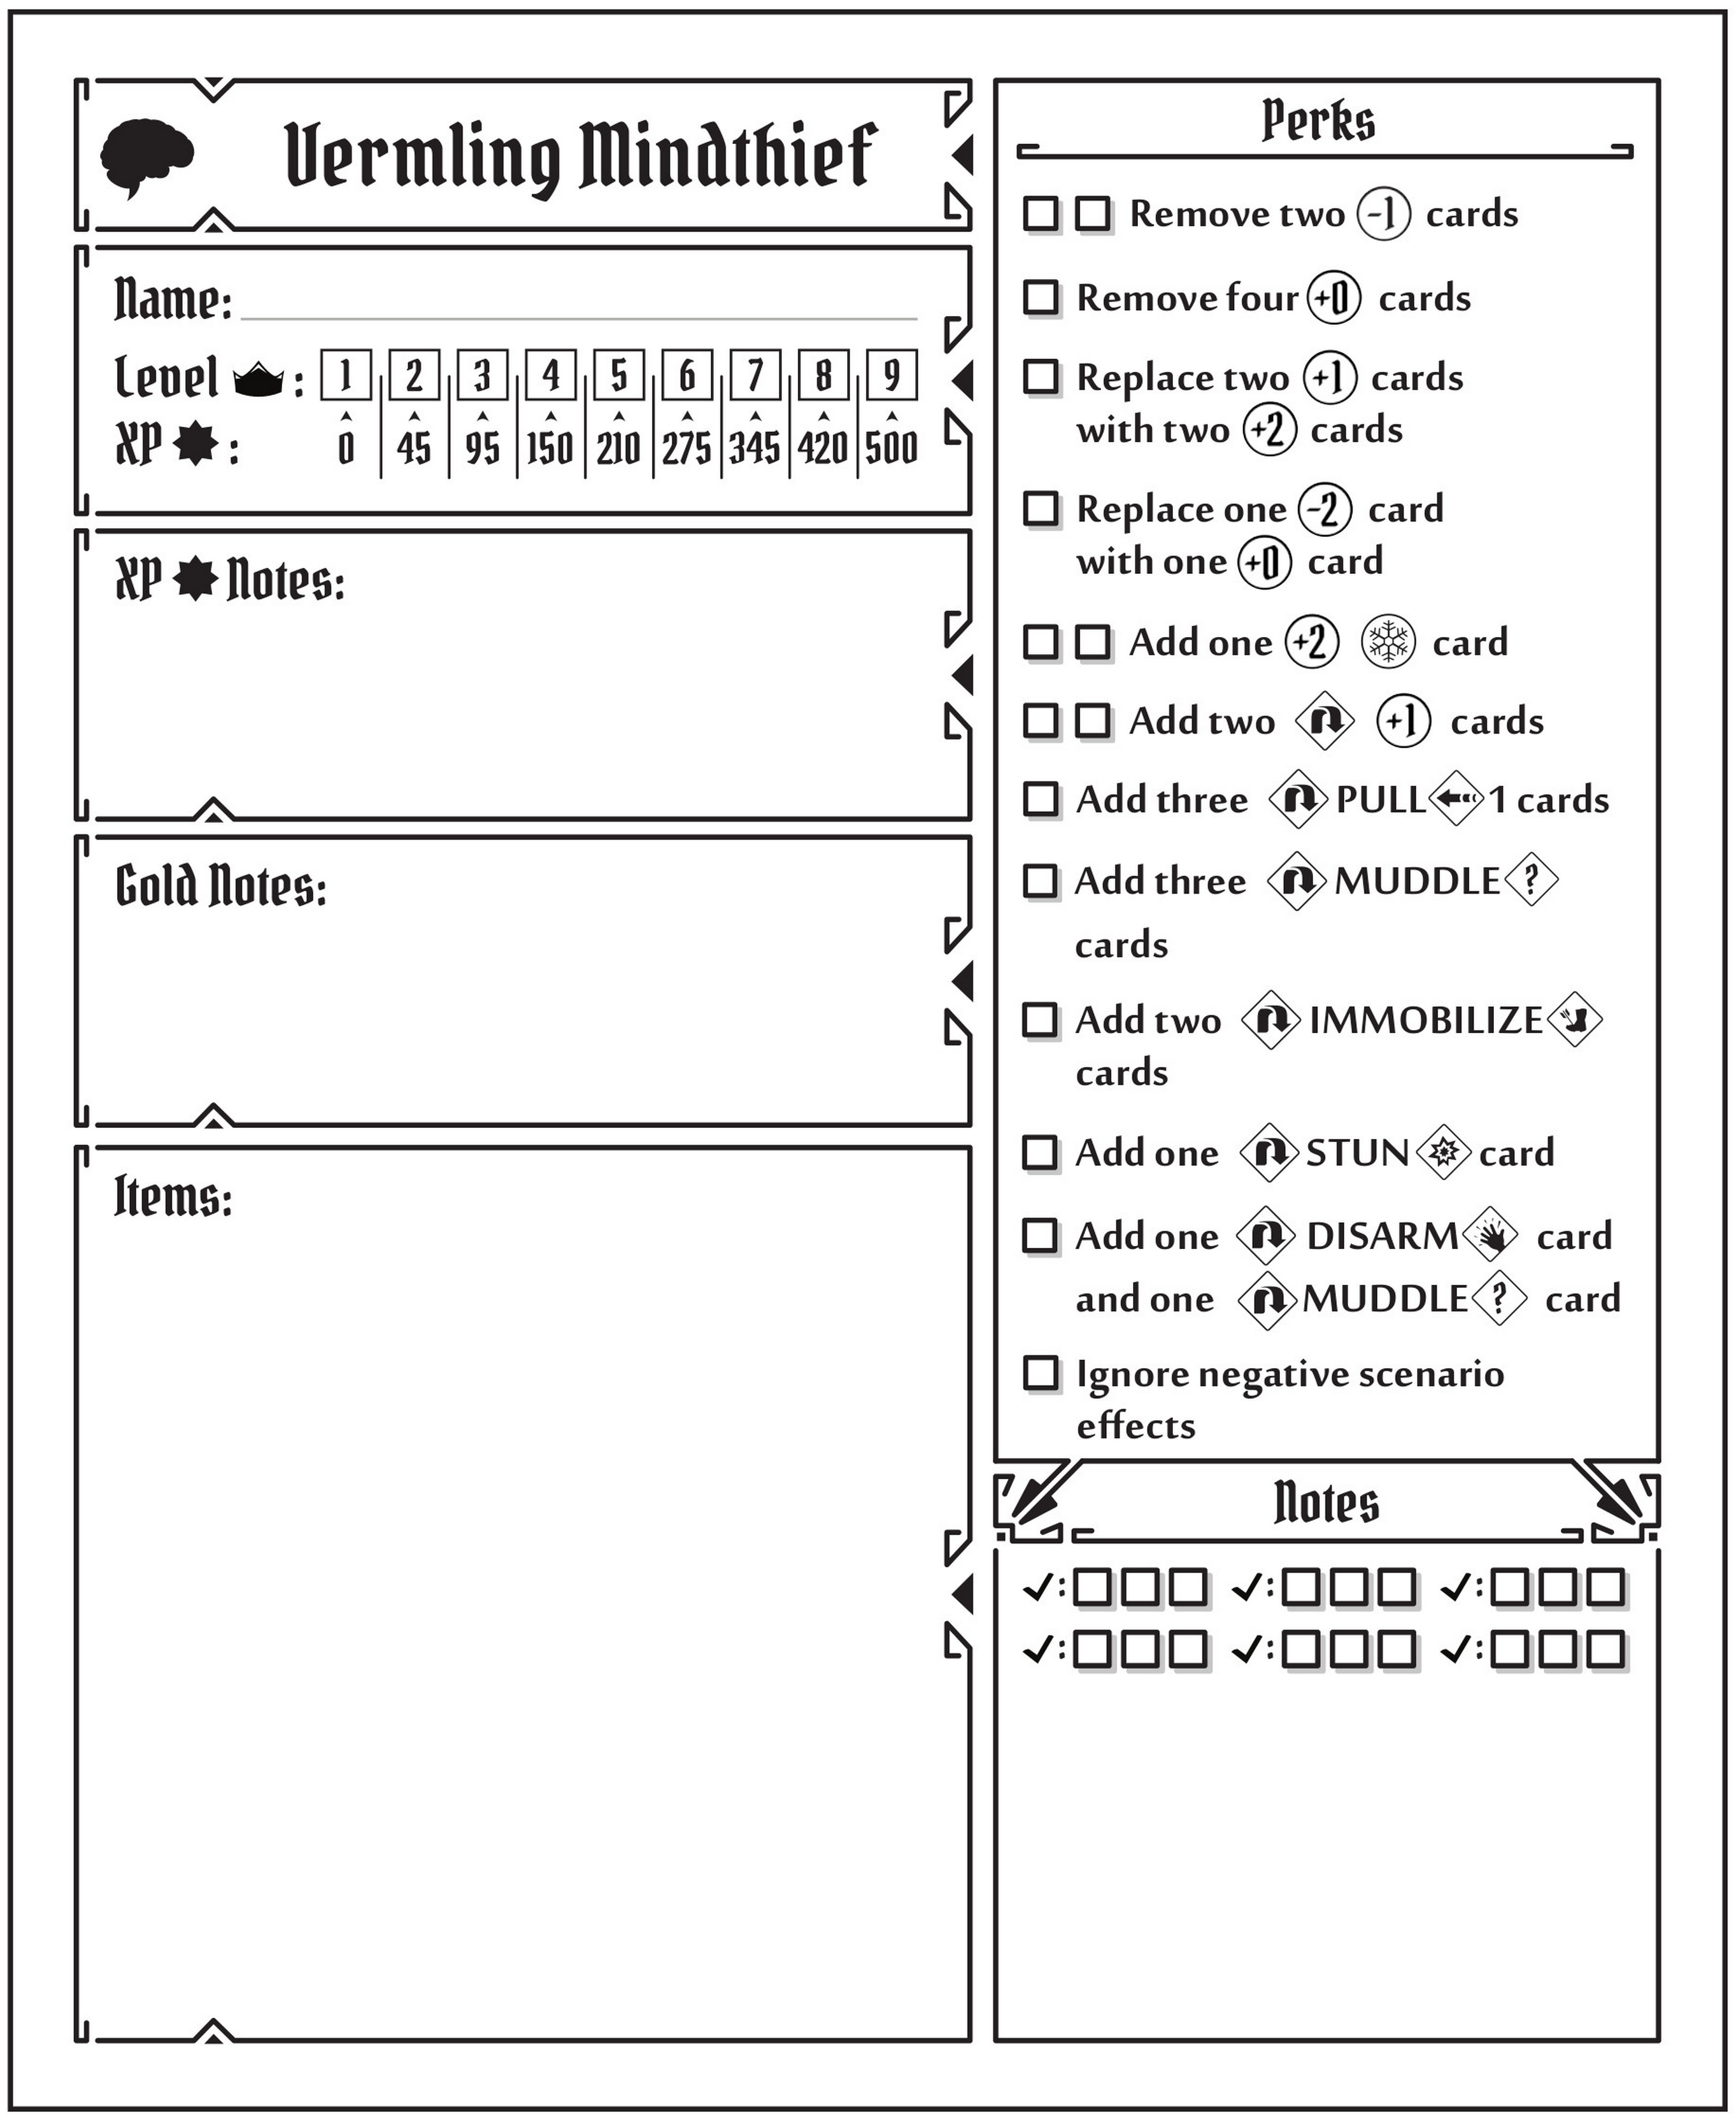 Vermling Mindthief
Name:
Level : 1 2 3 4 5 6 7 8 9
XP : 0 45 95 150 210 275 345 420 500
XP Notes:
Gold Notes:
Items:
Perks
Remove two -1 cards
Remove four +0 cards
Replace two +1 cards
with two +2 cards
Replace one -2 card
with one +0 card
Add one +2 card
Add two +1 cards
Add three PULL 1 cards
Add three MUDDLE ?
cards
Add two IMMOBILIZE
cards
Add one STUN card
Add one DISARM card
and one MUDDLE ? card
Ignore negative scenario
effects
Notes
✓: ✓: ✓:
✓: ✓: ✓: